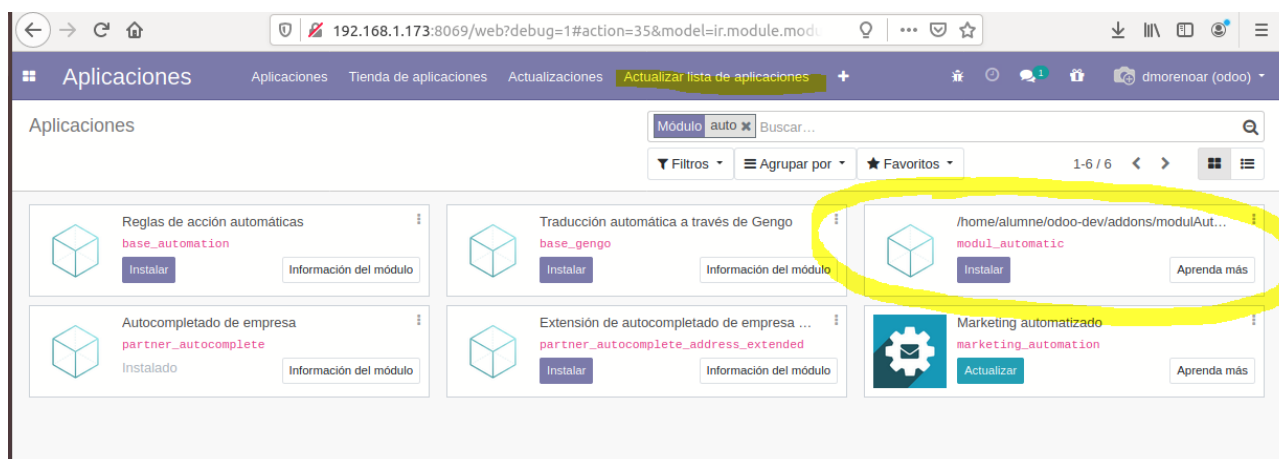 192.168.1.173:8069/web?debug=1#action=35&model=ir.module.modu
Aplicaciones Aplicaciones Tienda de aplicaciones Actualizaciones Actualizar lista de aplicaciones + 1 dmorenoar (odoo)
Aplicaciones Módulo auto Buscar...
Filtros Agrupar por Favoritos 1-6 / 6
Reglas de acción automáticas
base_automation
Instalar Información del módulo
Traducción automática a través de Gengo
base_gengo
Instalar Información del módulo
/home/alumne/odoo-dev/addons/modulAut...
modul_automatic
Instalar Aprenda más
Autocompletado de empresa
partner_autocomplete
Instalado Información del módulo
Extensión de autocompletado de empresa ...
partner_autocomplete_address_extended
Instalar Información del módulo
Marketing automatizado
marketing_automation
Actualizar Aprenda más